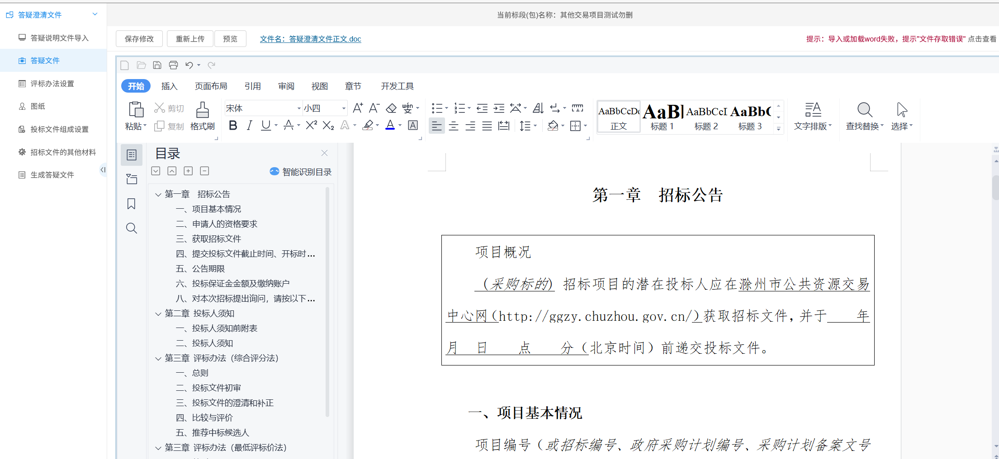 答疑澄清文件
答疑说明文件导入
答疑文件
评标办法设置
图纸
投标文件组成设置
招标文件的其他材料
生成答疑文件
当前标段(包)名称：其他交易项目测试勿删
保存修改 重新上传 预览 文件名：答疑澄清文件正文.doc 提示：导入或加载word失败，提示"文件存取错误" 点击查看
开始 插入 页面布局 引用 审阅 视图 章节 开发工具
粘贴 剪切 复制 格式刷
宋体 小四
AaBbCcDd AaBl AaBbCcI AaBb(
正文 标题 1 标题 2 标题 3
文字排版 查找替换 选择
目录
智能识别目录
第一章 招标公告
一、项目基本情况
二、申请人的资格要求
三、获取招标文件
四、提交投标文件截止时间、开标时...
五、公告期限
六、投标保证金金额及缴纳账户
八、对本次招标提出询问，请按以下...
第二章 投标人须知
一、投标人须知前附表
二、投标人须知
第三章 评标办法（综合评分法）
一、总则
二、投标文件初审
三、投标文件的澄清和补正
四、比较与评价
五、推荐中标候选人
第三章 评标办法（最低评标价法）
第一章 招标公告
项目概况
（采购标的）招标项目的潜在投标人应在滁州市公共资源交易
中心网（http://ggzy.chuzhou.gov.cn/）获取招标文件，并于 年
月 日 点 分（北京时间）前递交投标文件。
一、项目基本情况
项目编号（或招标编号、政府采购计划编号、采购计划备案文号